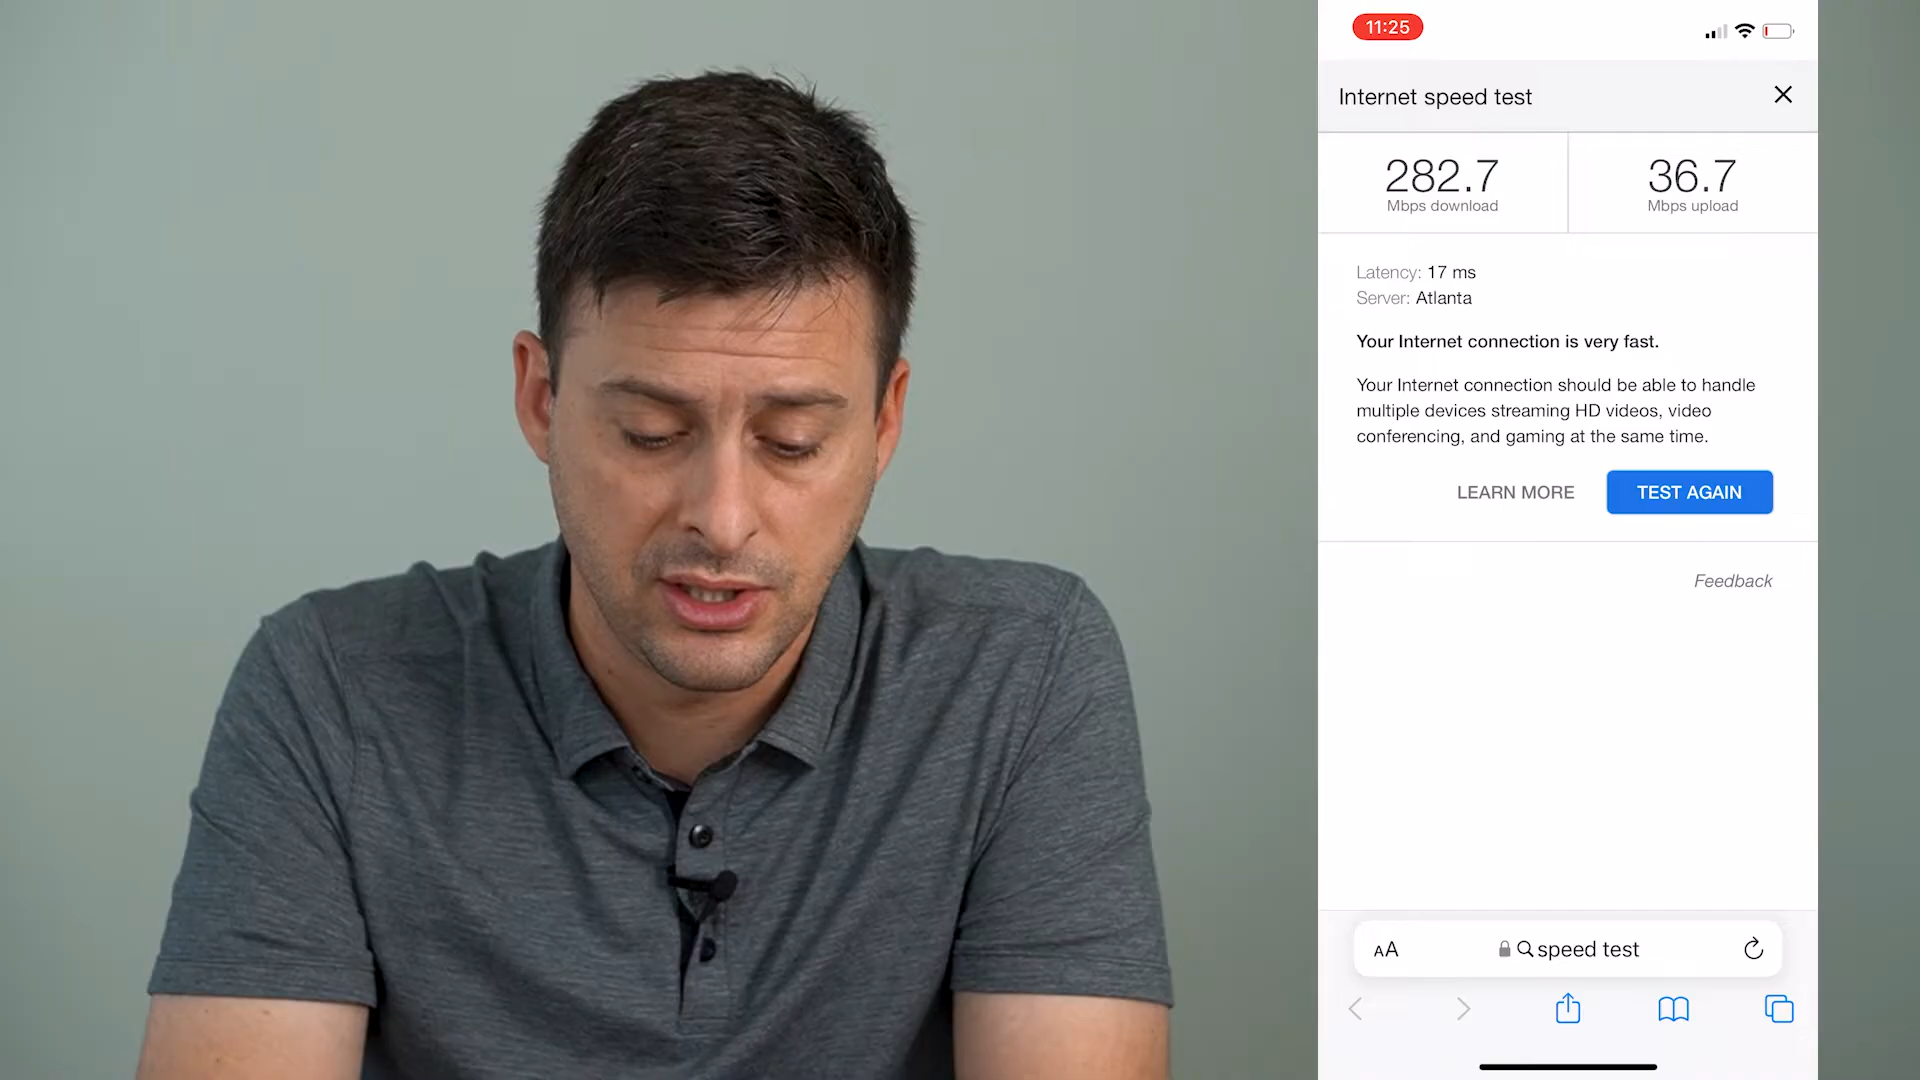 11:25
Internet speed test
282.7
Mbps download
36.7
Mbps upload
Latency: 17 ms
Server: Atlanta
Your Internet connection is very fast.
Your Internet connection should be able to handle
multiple devices streaming HD videos, video
conferencing, and gaming at the same time.
LEARN MORE
TEST AGAIN
Feedback
AA
speed test